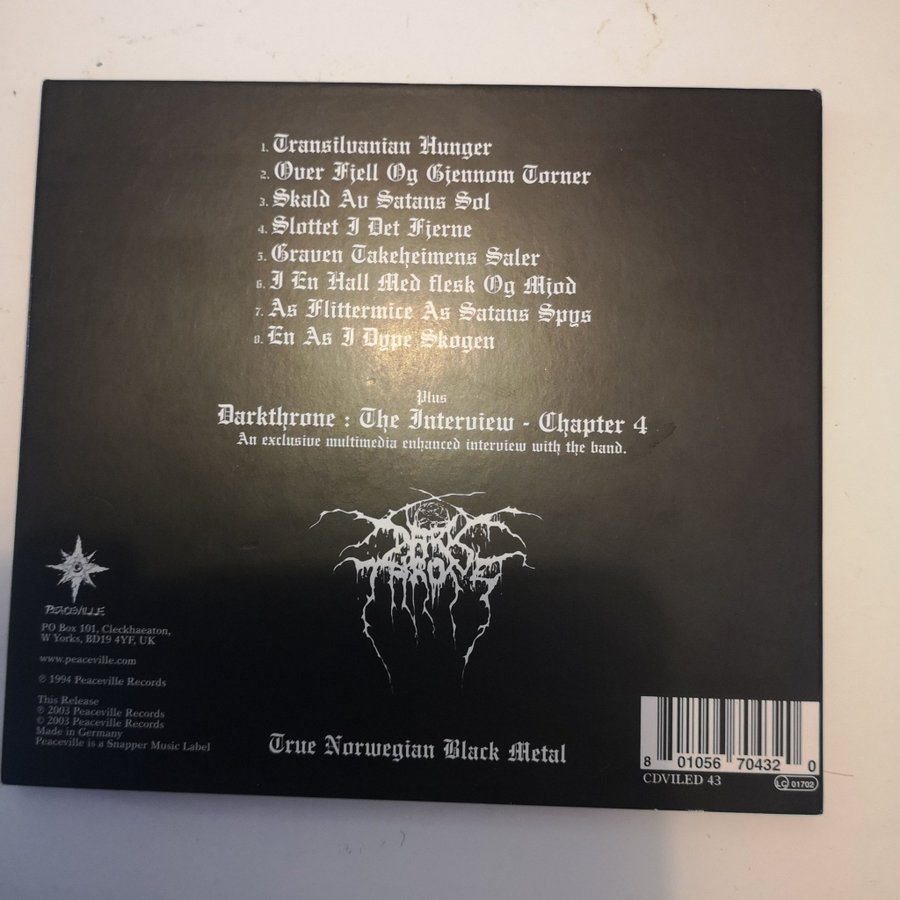 1. Transilvanian Hunger
2. Over Fjell Og Gjennom Torner
3. Skald Av Satans Sol
4. Slottet I Det Fjerne
5. Graven Takeheimens Saler
6. I En Hall Med flesk Og Mjod
7. As Flittermice As Satans Spys
8. En As I Dype Skogen
Plus
Darkthrone : The Interview - Chapter 4
An exclusive multimedia enhanced interview with the band.
DARK
THRONE
PEACEVILLE
PO Box 101, Cleckhaeaton,
W Yorks, BD19 4YF, UK
www.peaceville.com
℗ 1994 Peaceville Records
This Release
℗ 2003 Peaceville Records
© 2003 Peaceville Records
Made in Germany
Peaceville is a Snapper Music Label
True Norwegian Black Metal
8 01056 70432 0
CDVILED 43
LC 01702